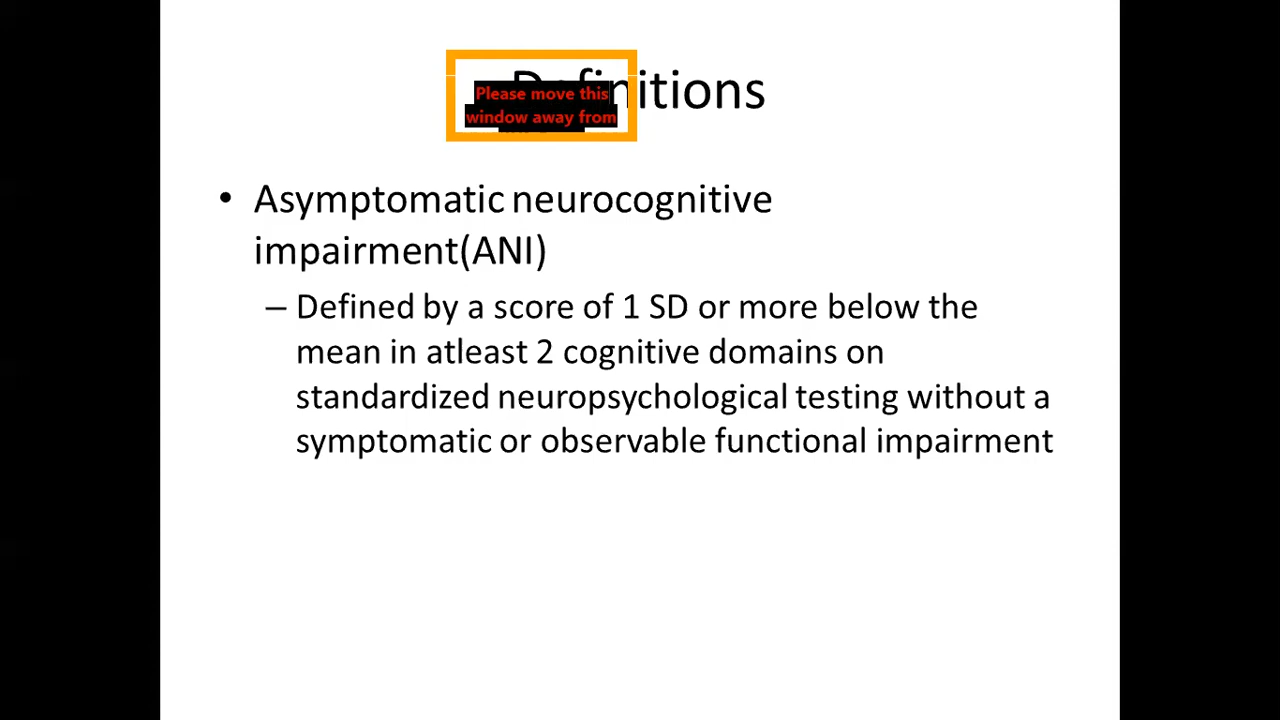 Definitions
Please move this
window away from
• Asymptomatic neurocognitive
impairment(ANI)
– Defined by a score of 1 SD or more below the
mean in atleast 2 cognitive domains on
standardized neuropsychological testing without a
symptomatic or observable functional impairment